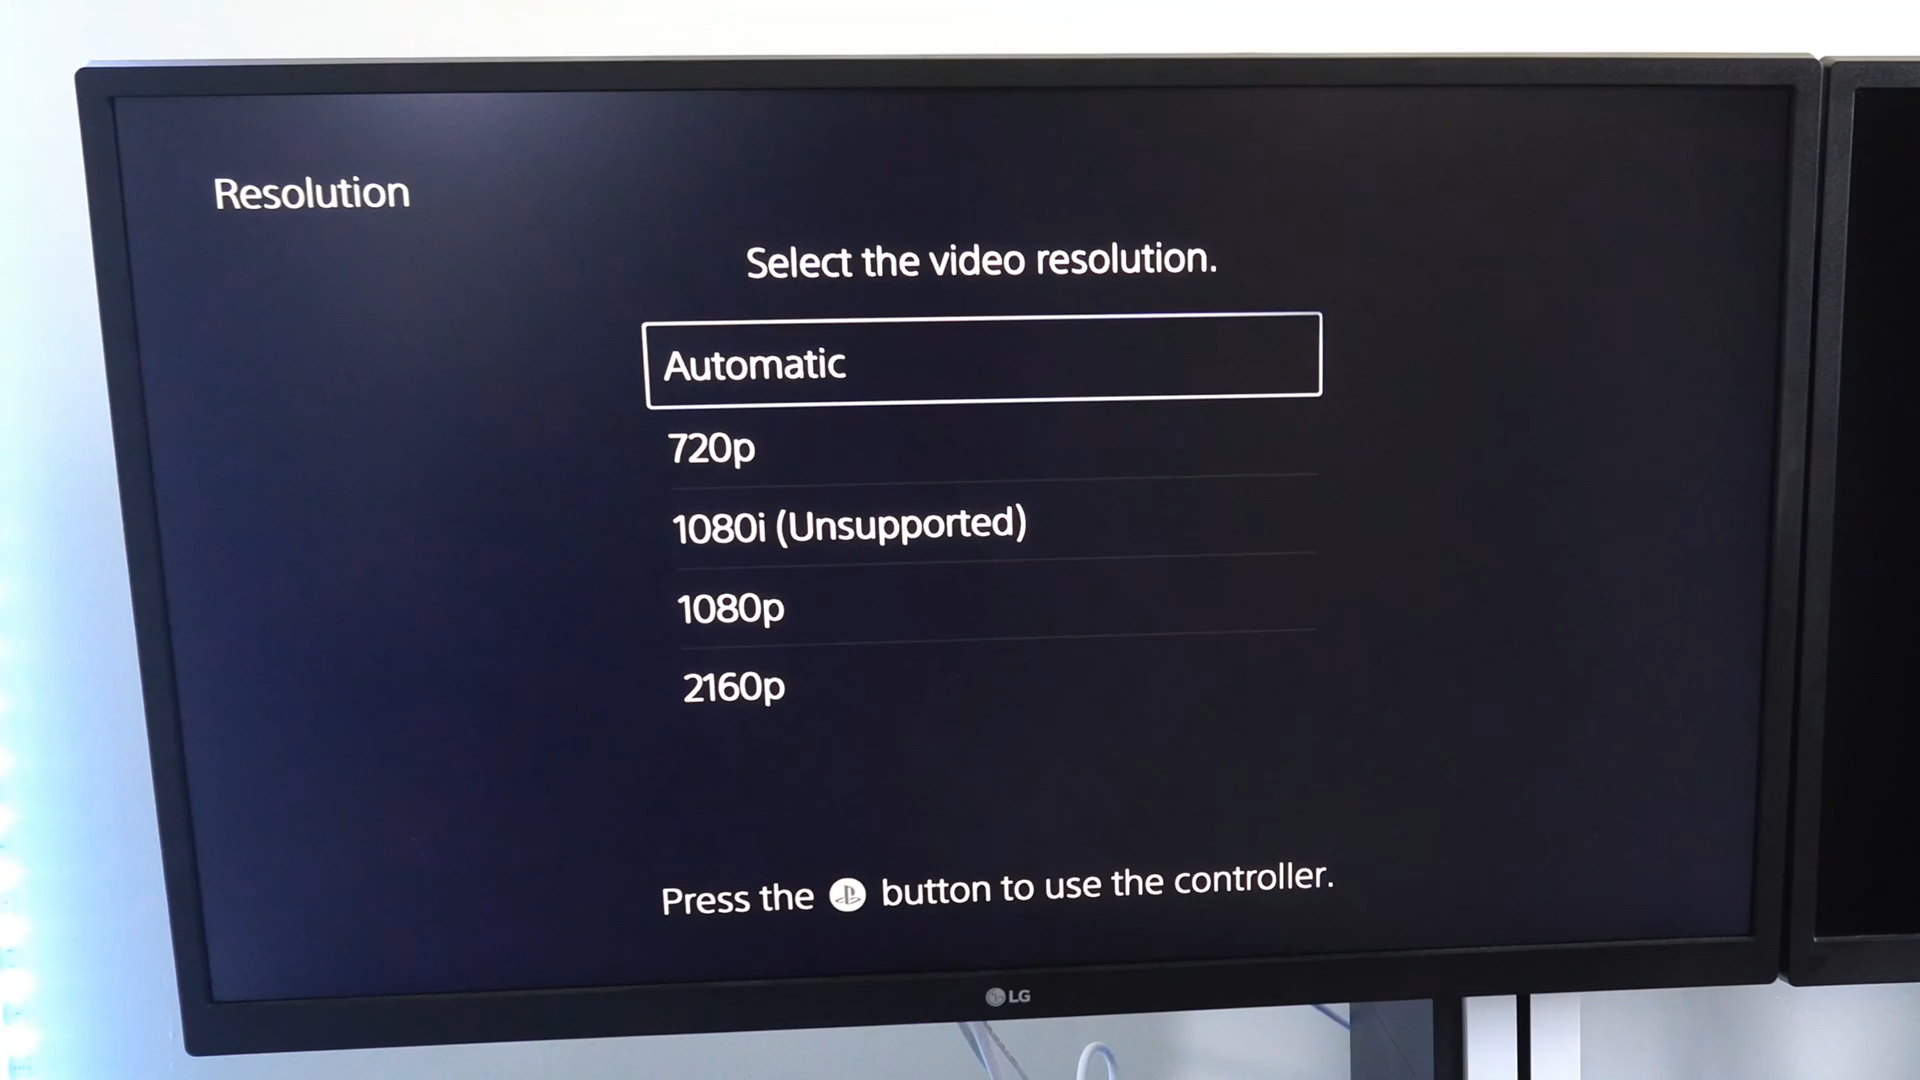 Resolution
Select the video resolution.
Automatic
720p
1080i (Unsupported)
1080p
2160p
Press the button to use the controller.
LG